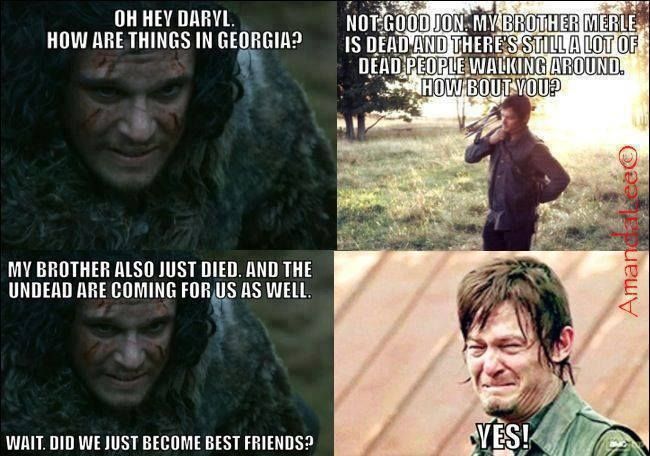 OH HEY DARYL.
HOW ARE THINGS IN GEORGIA?
NOT GOOD JON. MY BROTHER MERLE
IS DEAD AND THERE'S STILL A LOT OF
DEAD PEOPLE WALKING AROUND.
HOW BOUT YOU?
MY BROTHER ALSO JUST DIED. AND THE
UNDEAD ARE COMING FOR US AS WELL.
WAIT. DID WE JUST BECOME BEST FRIENDS?
YES!
AmandaLee©
amc